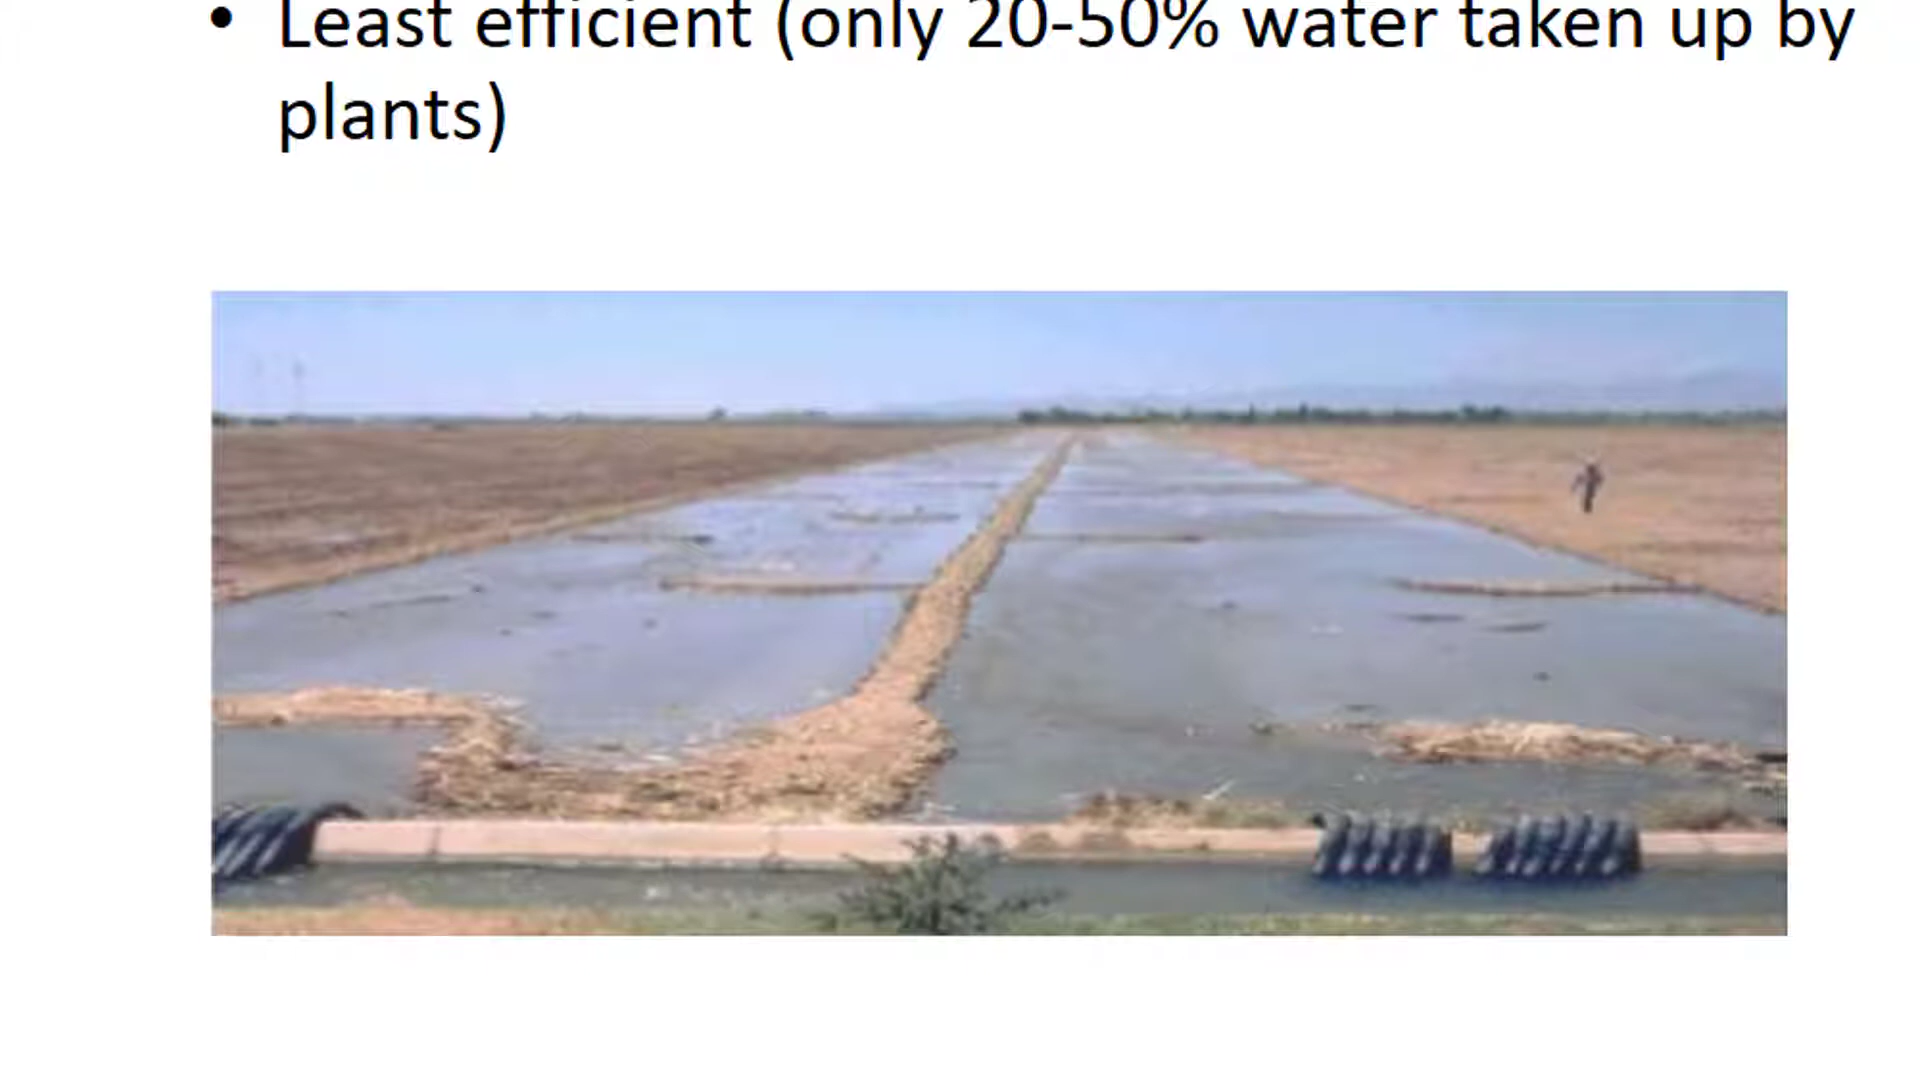 • Least efficient (only 20-50% water taken up by
plants)